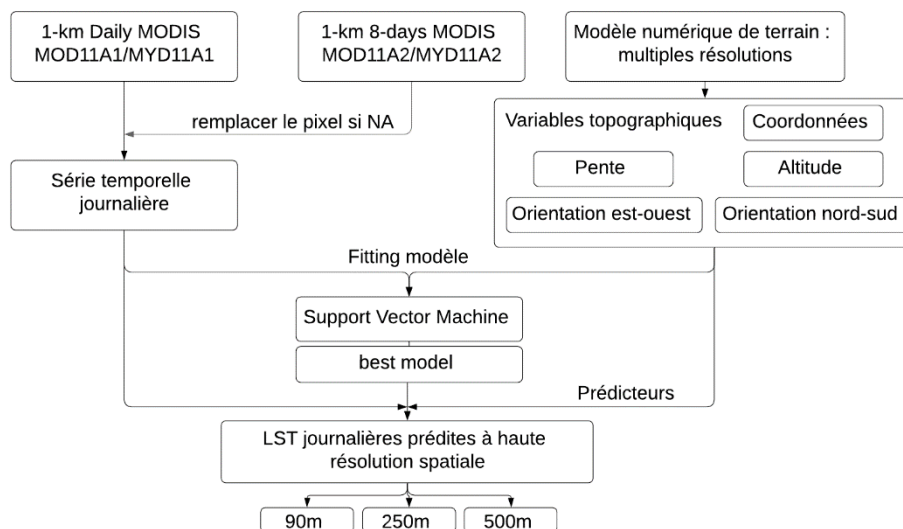 1-km Daily MODIS
MOD11A1/MYD11A1
1-km 8-days MODIS
MOD11A2/MYD11A2
Modèle numérique de terrain :
multiples résolutions
remplacer le pixel si NA
Variables topographiques
Coordonnées
Pente
Altitude
Orientation est-ouest
Orientation nord-sud
Série temporelle
journalière
Fitting modèle
Support Vector Machine
best model
Prédicteurs
LST journalières prédites à haute
résolution spatiale
90m
250m
500m